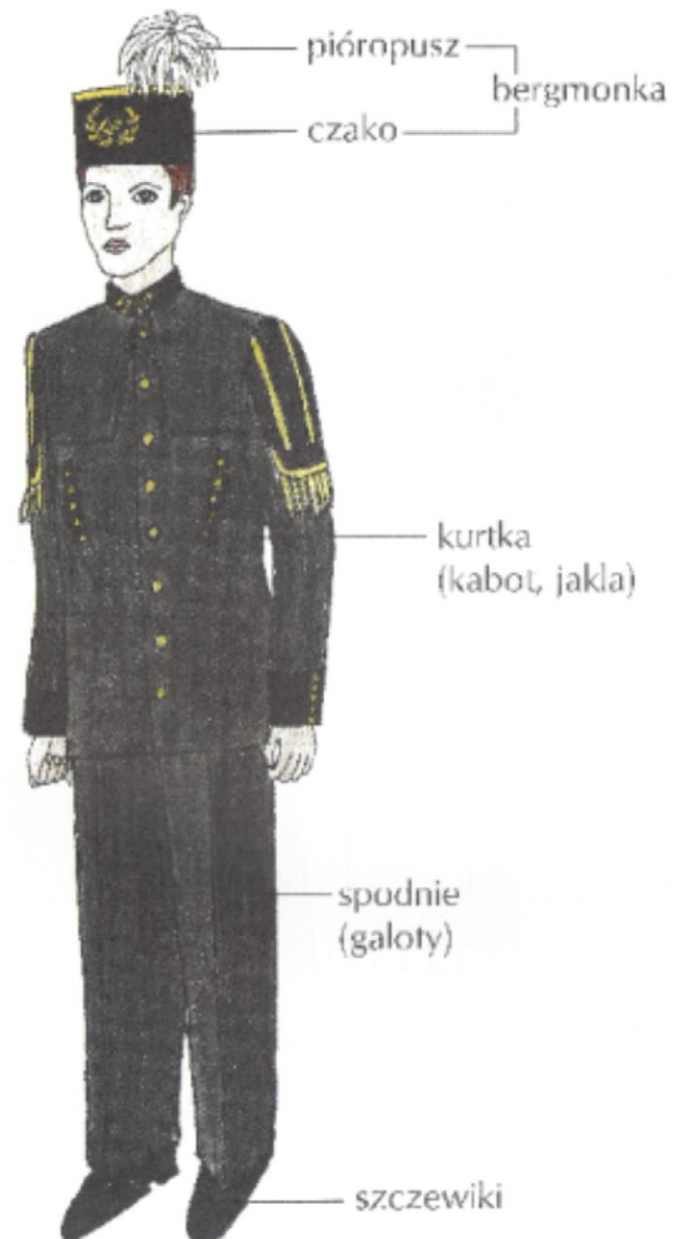 pióropusz
bergmonka
czako
kurtka
(kabot, jakla)
spodnie
(galoty)
szczewiki